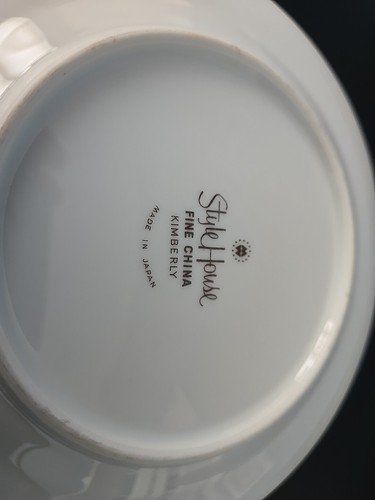 Style House
FINE CHINA
KIMBERLY
MADE IN JAPAN